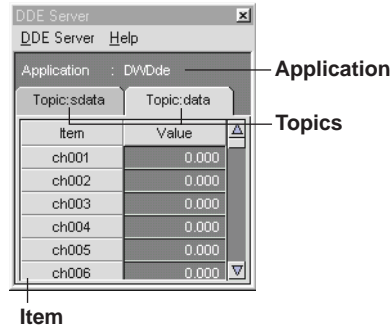 DDE Server
DDE Server Help
Application : DWDde
Application
Topic:sdata Topic:data
Topics
Item Value
ch001 0.000
ch002 0.000
ch003 0.000
ch004 0.000
ch005 0.000
ch006 0.000
Item